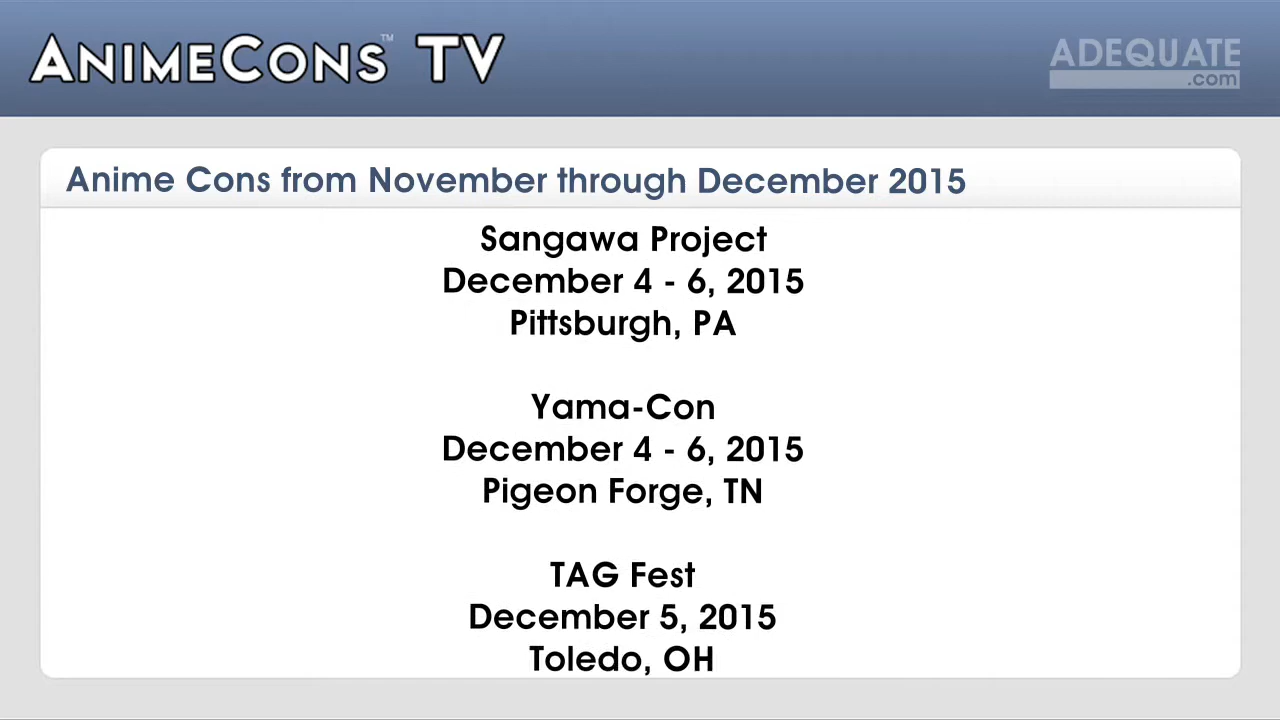 ANIMECONS™ TV
ADEQUATE
.com
Anime Cons from November through December 2015
Sangawa Project
December 4 - 6, 2015
Pittsburgh, PA
Yama-Con
December 4 - 6, 2015
Pigeon Forge, TN
TAG Fest
December 5, 2015
Toledo, OH